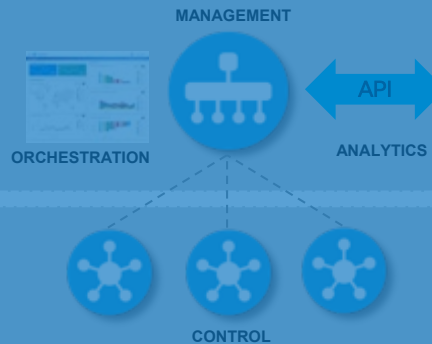 MANAGEMENT
API
ORCHESTRATION
ANALYTICS
CONTROL